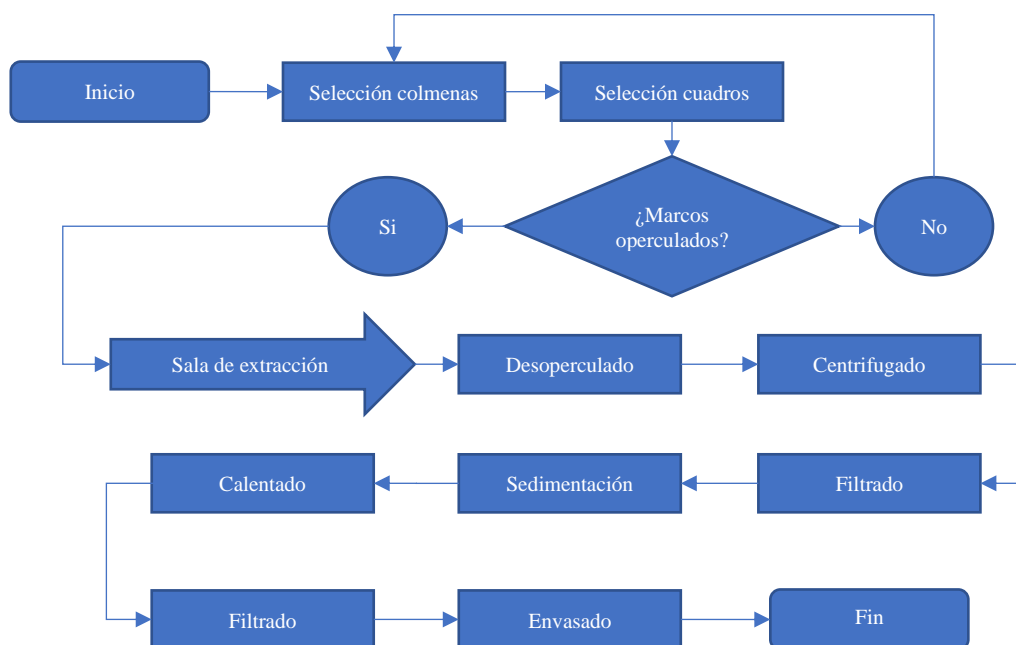 Inicio
Selección colmenas
Selección cuadros
¿Marcos
operculados?
Si
No
Sala de extracción
Desoperculado
Centrifugado
Calentado
Sedimentación
Filtrado
Filtrado
Envasado
Fin